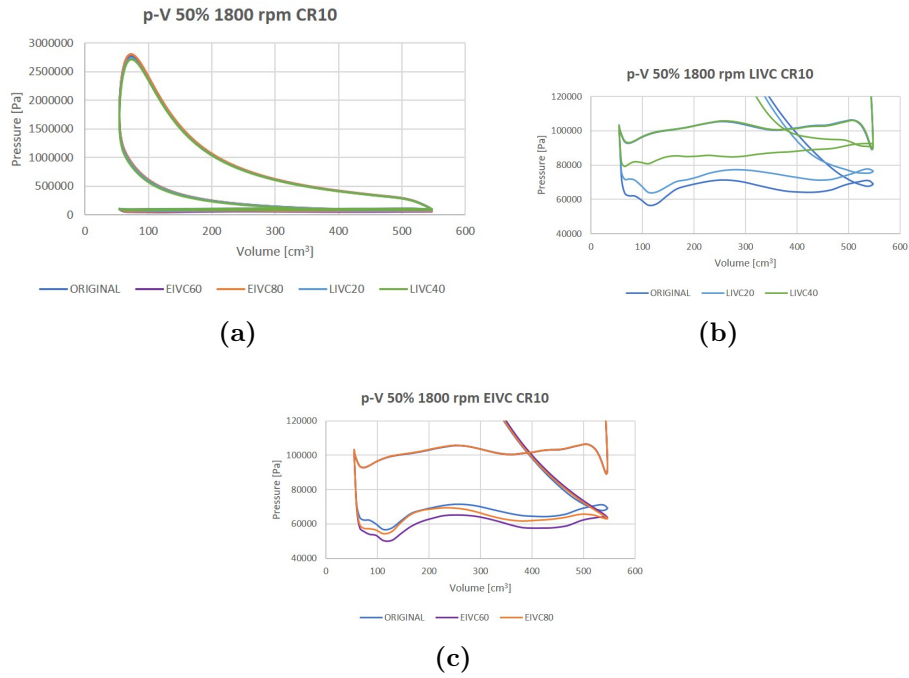 p-V 50% 1800 rpm CR10
3000000
2500000
2000000
1500000
1000000
500000
0
Pressure [Pa]
0 100 200 300 400 500 600
Volume [cm³]
ORIGINAL EIVC60 EIVC80 LIVC20 LIVC40
(a)
p-V 50% 1800 rpm LIVC CR10
120000
100000
80000
60000
40000
Pressure [Pa]
0 100 200 300 400 500 600
Volume [cm³]
ORIGINAL LIVC20 LIVC40
(b)
p-V 50% 1800 rpm EIVC CR10
120000
100000
80000
60000
40000
Pressure [Pa]
0 100 200 300 400 500 600
Volume [cm³]
ORIGINAL EIVC60 EIVC80
(c)